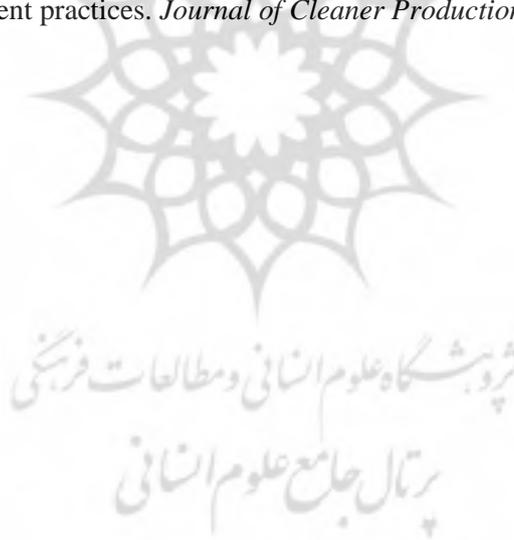 ent practices. Journal of Cleaner Production
پژوهشگاه علوم انسانی و مطالعات فرهنگی
پرتال جامع علوم انسانی